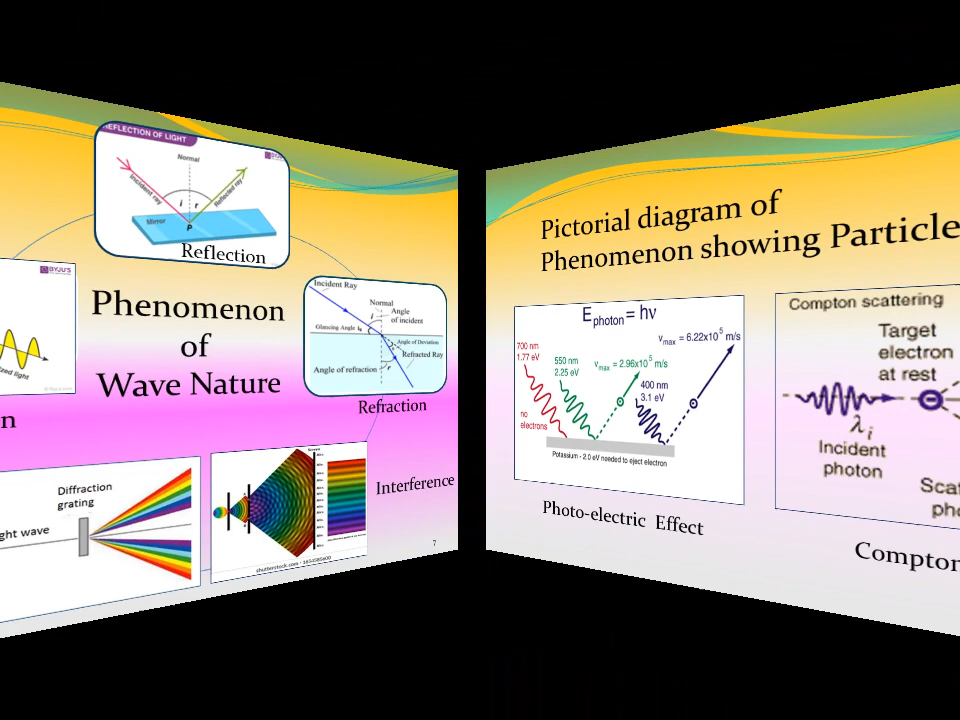 REFLECTION OF LIGHT
BYJU'S
Normal
Incident ray
i
r
Reflected ray
Mirror
P
Reflection
BYJU'S
light
n
Phenomenon
of
Wave Nature
Incident Ray
Normal
Angle
of incident
i
Glancing Angle
Angle of Deviation
Refracted Ray
Angle of refraction
r
Refraction
Diffraction
grating
ght wave
Interference
shutterstock.com
7
Pictorial diagram of
Phenomenon showing Particle
E photon = hν
700 nm
1.77 eV
550 nm
2.25 eV
v max = 2.96x10 5 m/s
v max = 6.22x10 5 m/s
400 nm
3.1 eV
no
electrons
Potassium - 2.0 eV needed to eject electron
Photo-electric Effect
Compton scattering
Target
electron
at rest
λ i
Incident
photon
Scat
pho
Compton